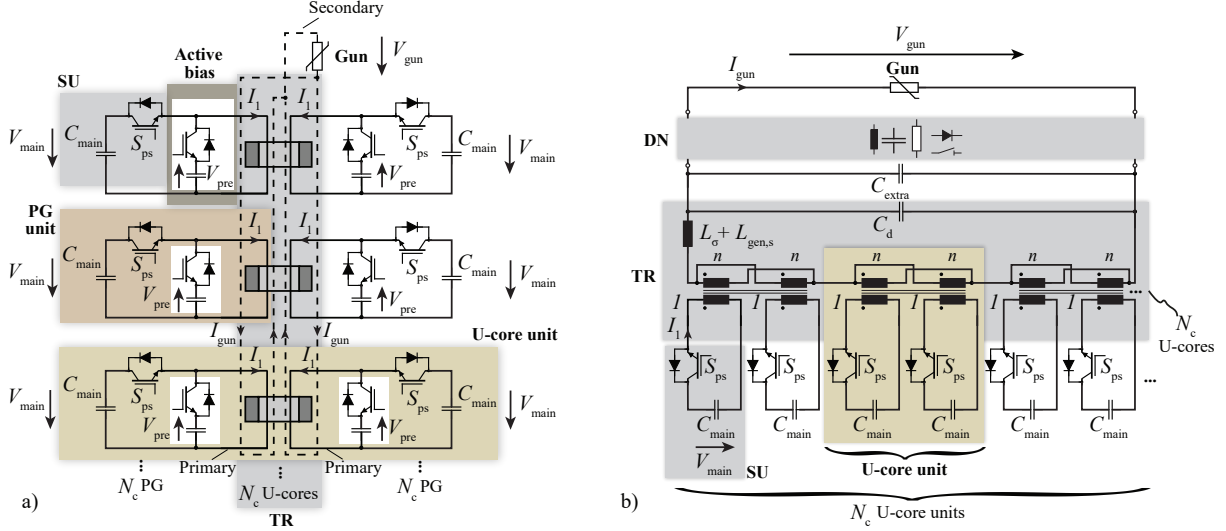 Secondary
Gun
V_gun
Active
bias
SU
I_1
I_1
C_main
S_ps
V_pre
V_main
S_ps
V_pre
C_main
V_main
PG
unit
I_1
I_1
C_main
S_ps
V_pre
V_main
S_ps
V_pre
C_main
V_main
I_gun
I_gun
U-core unit
I_1
I_1
C_main
S_ps
V_pre
V_main
S_ps
V_pre
C_main
V_main
Primary
Primary
N_c PG
N_c U-cores
N_c PG
TR
a)
V_gun
I_gun
Gun
DN
C_extra
C_d
L_σ + L_gen,s
TR
n n n n n n
1 1 1 1 1 1
I_1
N_c
U-cores
S_ps S_ps S_ps S_ps S_ps S_ps
C_main C_main C_main C_main C_main C_main
V_main
SU
U-core unit
N_c U-core units
b)